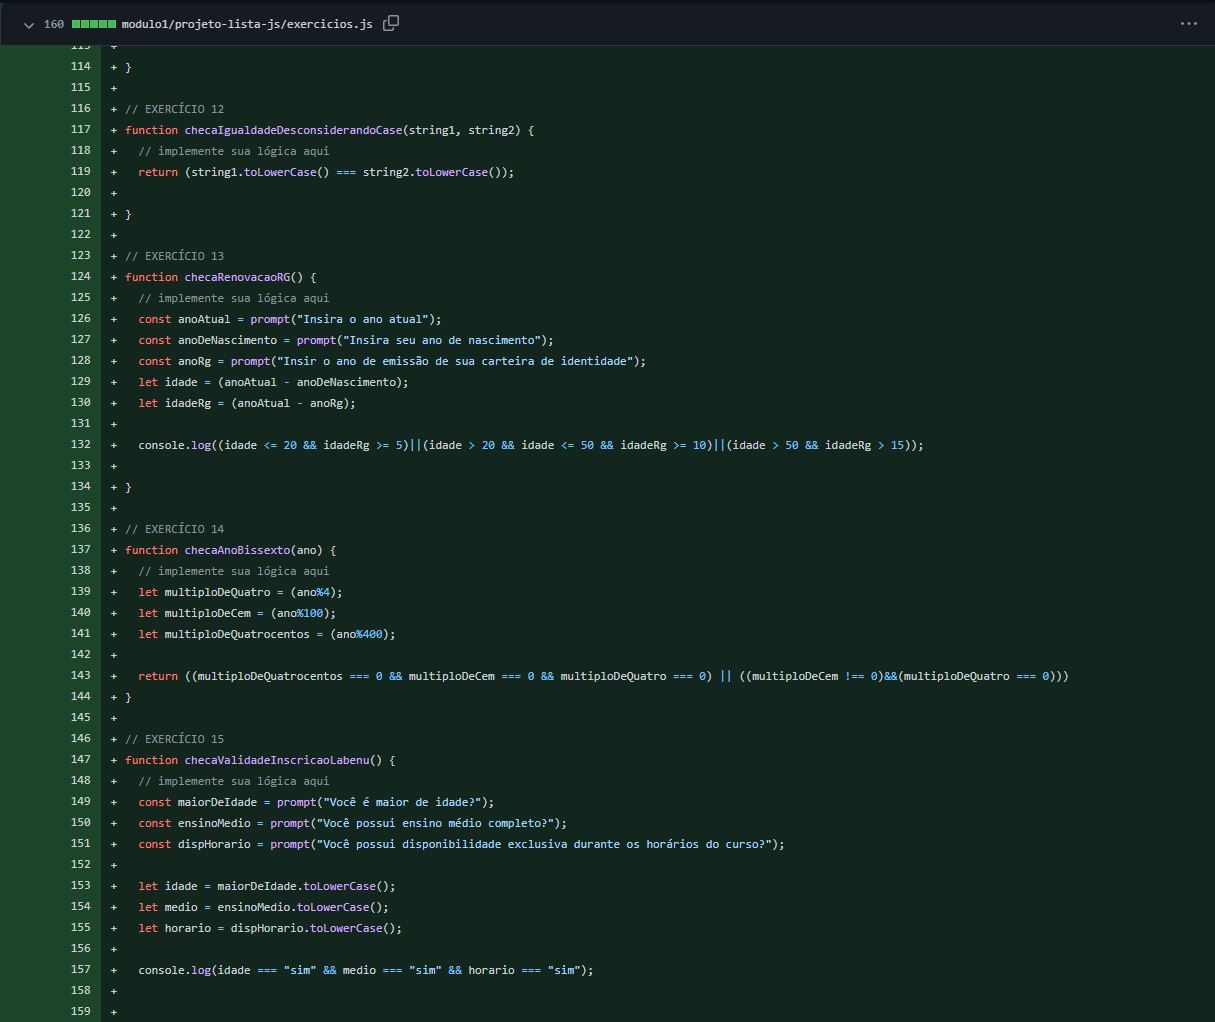 160 modulo1/projeto-lista-js/exercicios.js
113 +
114 + }
115 +
116 + // EXERCÍCIO 12
117 + function checaIgualdadeDesconsiderandoCase(string1, string2) {
118 +   // implemente sua lógica aqui
119 +   return (string1.toLowerCase() === string2.toLowerCase());
120 +
121 + }
122 +
123 + // EXERCÍCIO 13
124 + function checaRenovacaoRG() {
125 +   // implemente sua lógica aqui
126 +   const anoAtual = prompt("Insira o ano atual");
127 +   const anoDeNascimento = prompt("Insira seu ano de nascimento");
128 +   const anoRg = prompt("Insir o ano de emissão de sua carteira de identidade");
129 +   let idade = (anoAtual - anoDeNascimento);
130 +   let idadeRg = (anoAtual - anoRg);
131 +
132 +   console.log((idade <= 20 && idadeRg >= 5)||(idade > 20 && idade <= 50 && idadeRg >= 10)||(idade > 50 && idadeRg > 15));
133 +
134 + }
135 +
136 + // EXERCÍCIO 14
137 + function checaAnoBissexto(ano) {
138 +   // implemente sua lógica aqui
139 +   let multiploDeQuatro = (ano%4);
140 +   let multiploDeCem = (ano%100);
141 +   let multiploDeQuatrocentos = (ano%400);
142 +
143 +   return ((multiploDeQuatrocentos === 0 && multiploDeCem === 0 && multiploDeQuatro === 0) || ((multiploDeCem !== 0)&&(multiploDeQuatro === 0)))
144 + }
145 +
146 + // EXERCÍCIO 15
147 + function checaValidadeInscricaoLabenu() {
148 +   // implemente sua lógica aqui
149 +   const maiorDeIdade = prompt("Você é maior de idade?");
150 +   const ensinoMedio = prompt("Você possui ensino médio completo?");
151 +   const dispHorario = prompt("Você possui disponibilidade exclusiva durante os horários do curso?");
152 +
153 +   let idade = maiorDeIdade.toLowerCase();
154 +   let medio = ensinoMedio.toLowerCase();
155 +   let horario = dispHorario.toLowerCase();
156 +
157 +   console.log(idade === "sim" && medio === "sim" && horario === "sim");
158 +
159 +